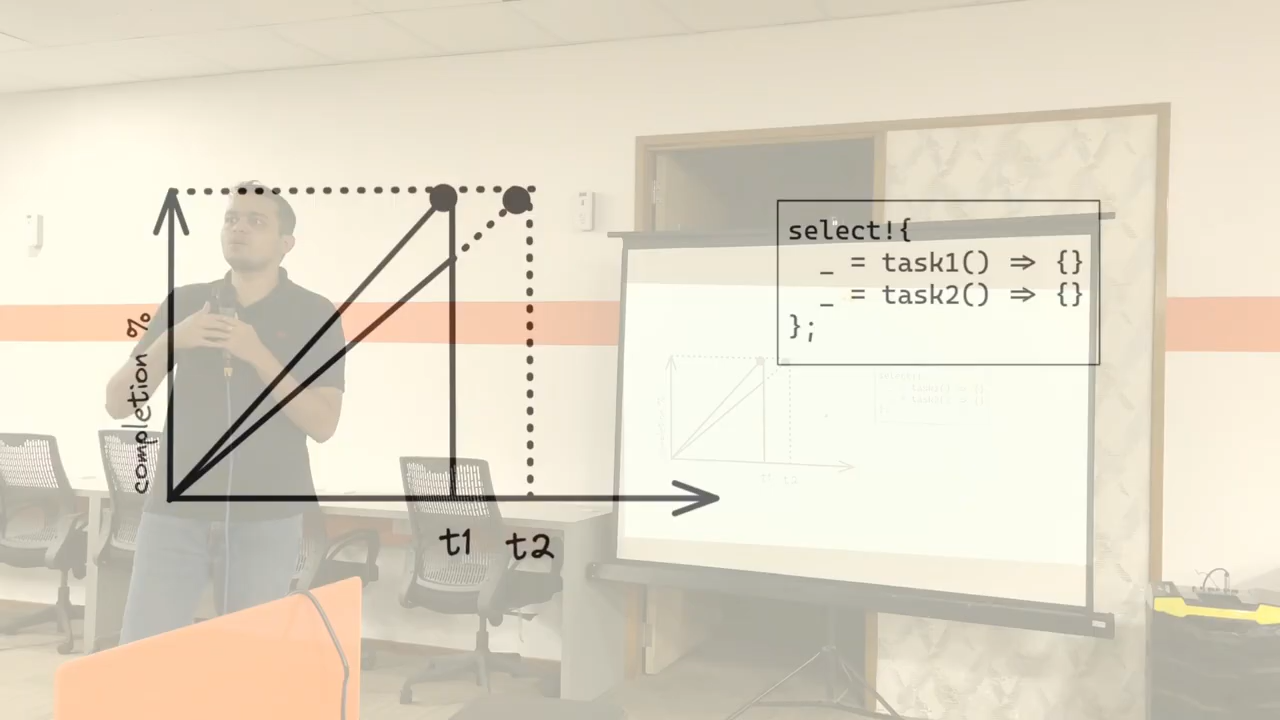 completion %
t1 t2
select!{
_ = task1() => {}
_ = task2() => {}
};